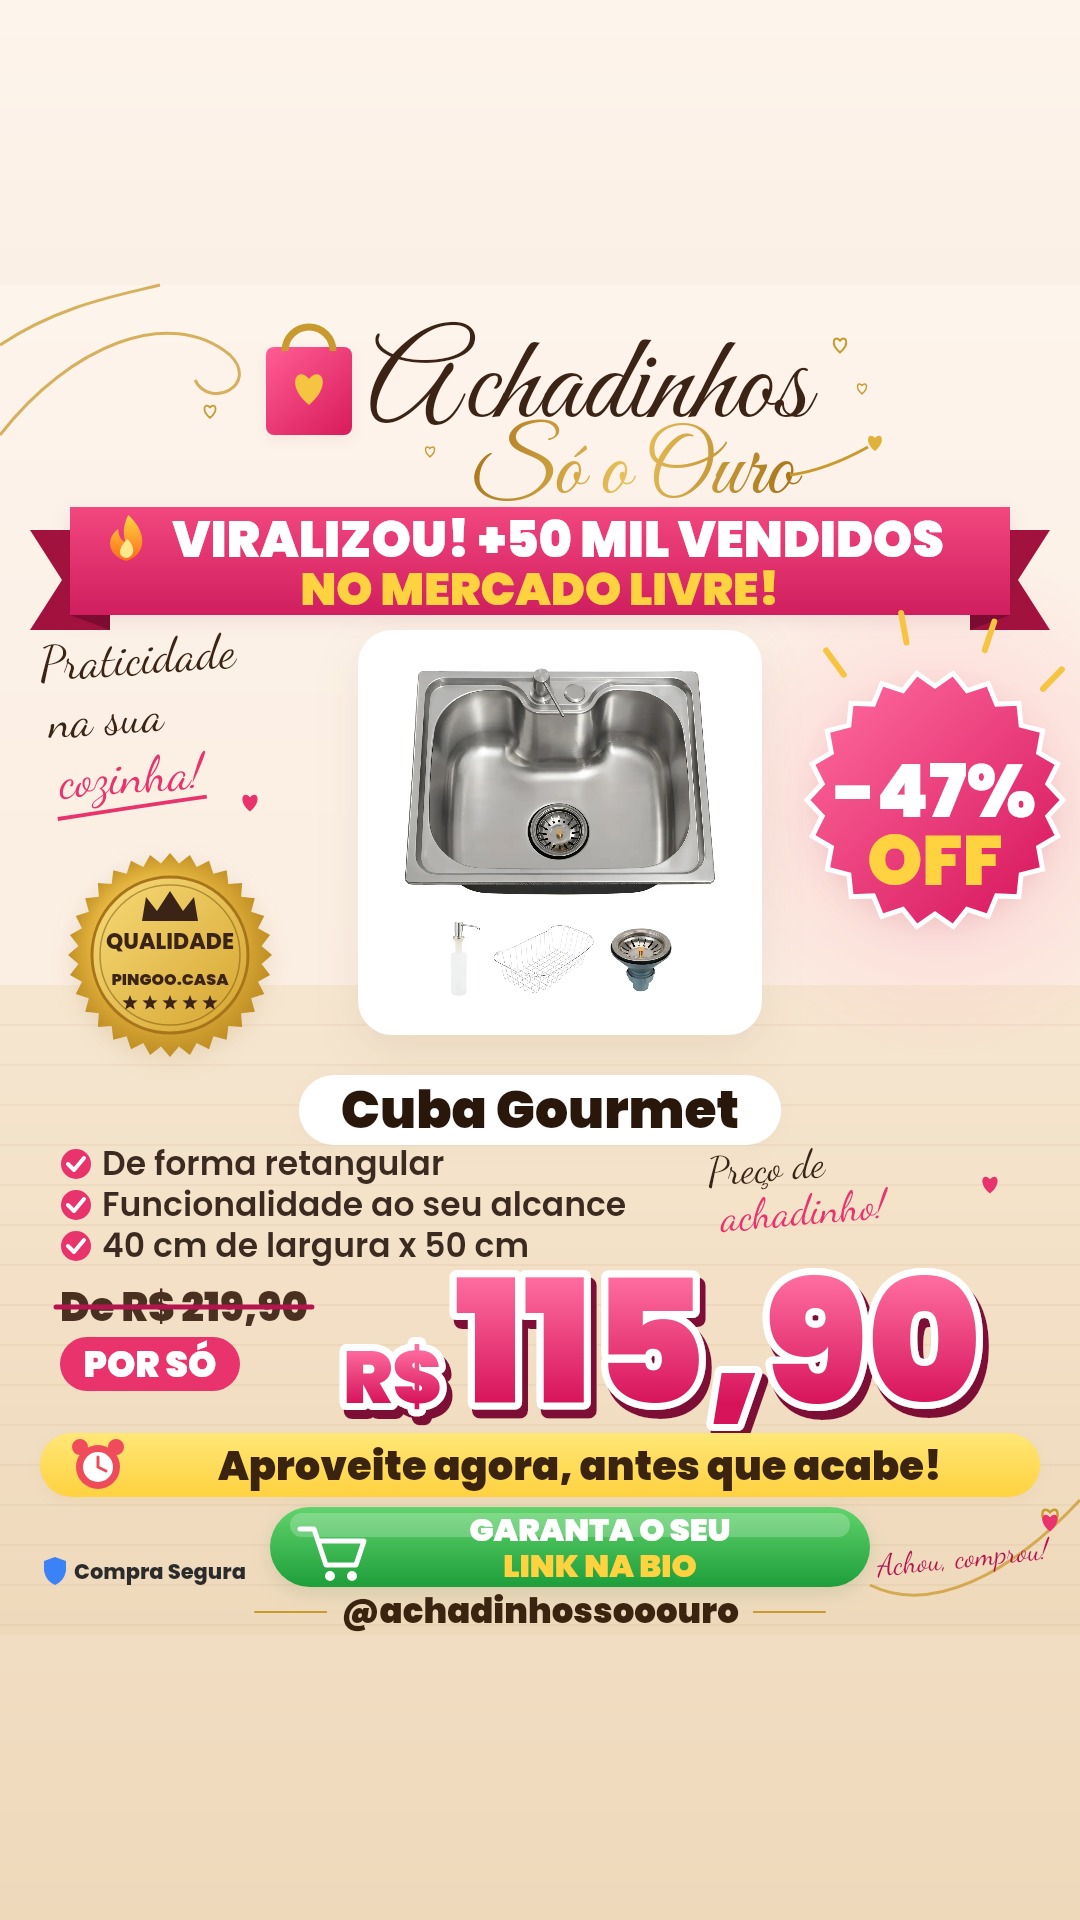 Achadinhos
Só o Ouro
VIRALIZOU! +50 MIL VENDIDOS
NO MERCADO LIVRE!
Praticidade
na sua
cozinha!
-47%
OFF
QUALIDADE
PINGOO.CASA
Cuba Gourmet
De forma retangular
Funcionalidade ao seu alcance
40 cm de largura x 50 cm
Preço de
achadinho!
De R$ 219,90
POR SÓ
R$ 115,90
Aproveite agora, antes que acabe!
GARANTA O SEU
LINK NA BIO
Compra Segura
Achou, comprou!
@achadinhossooouro